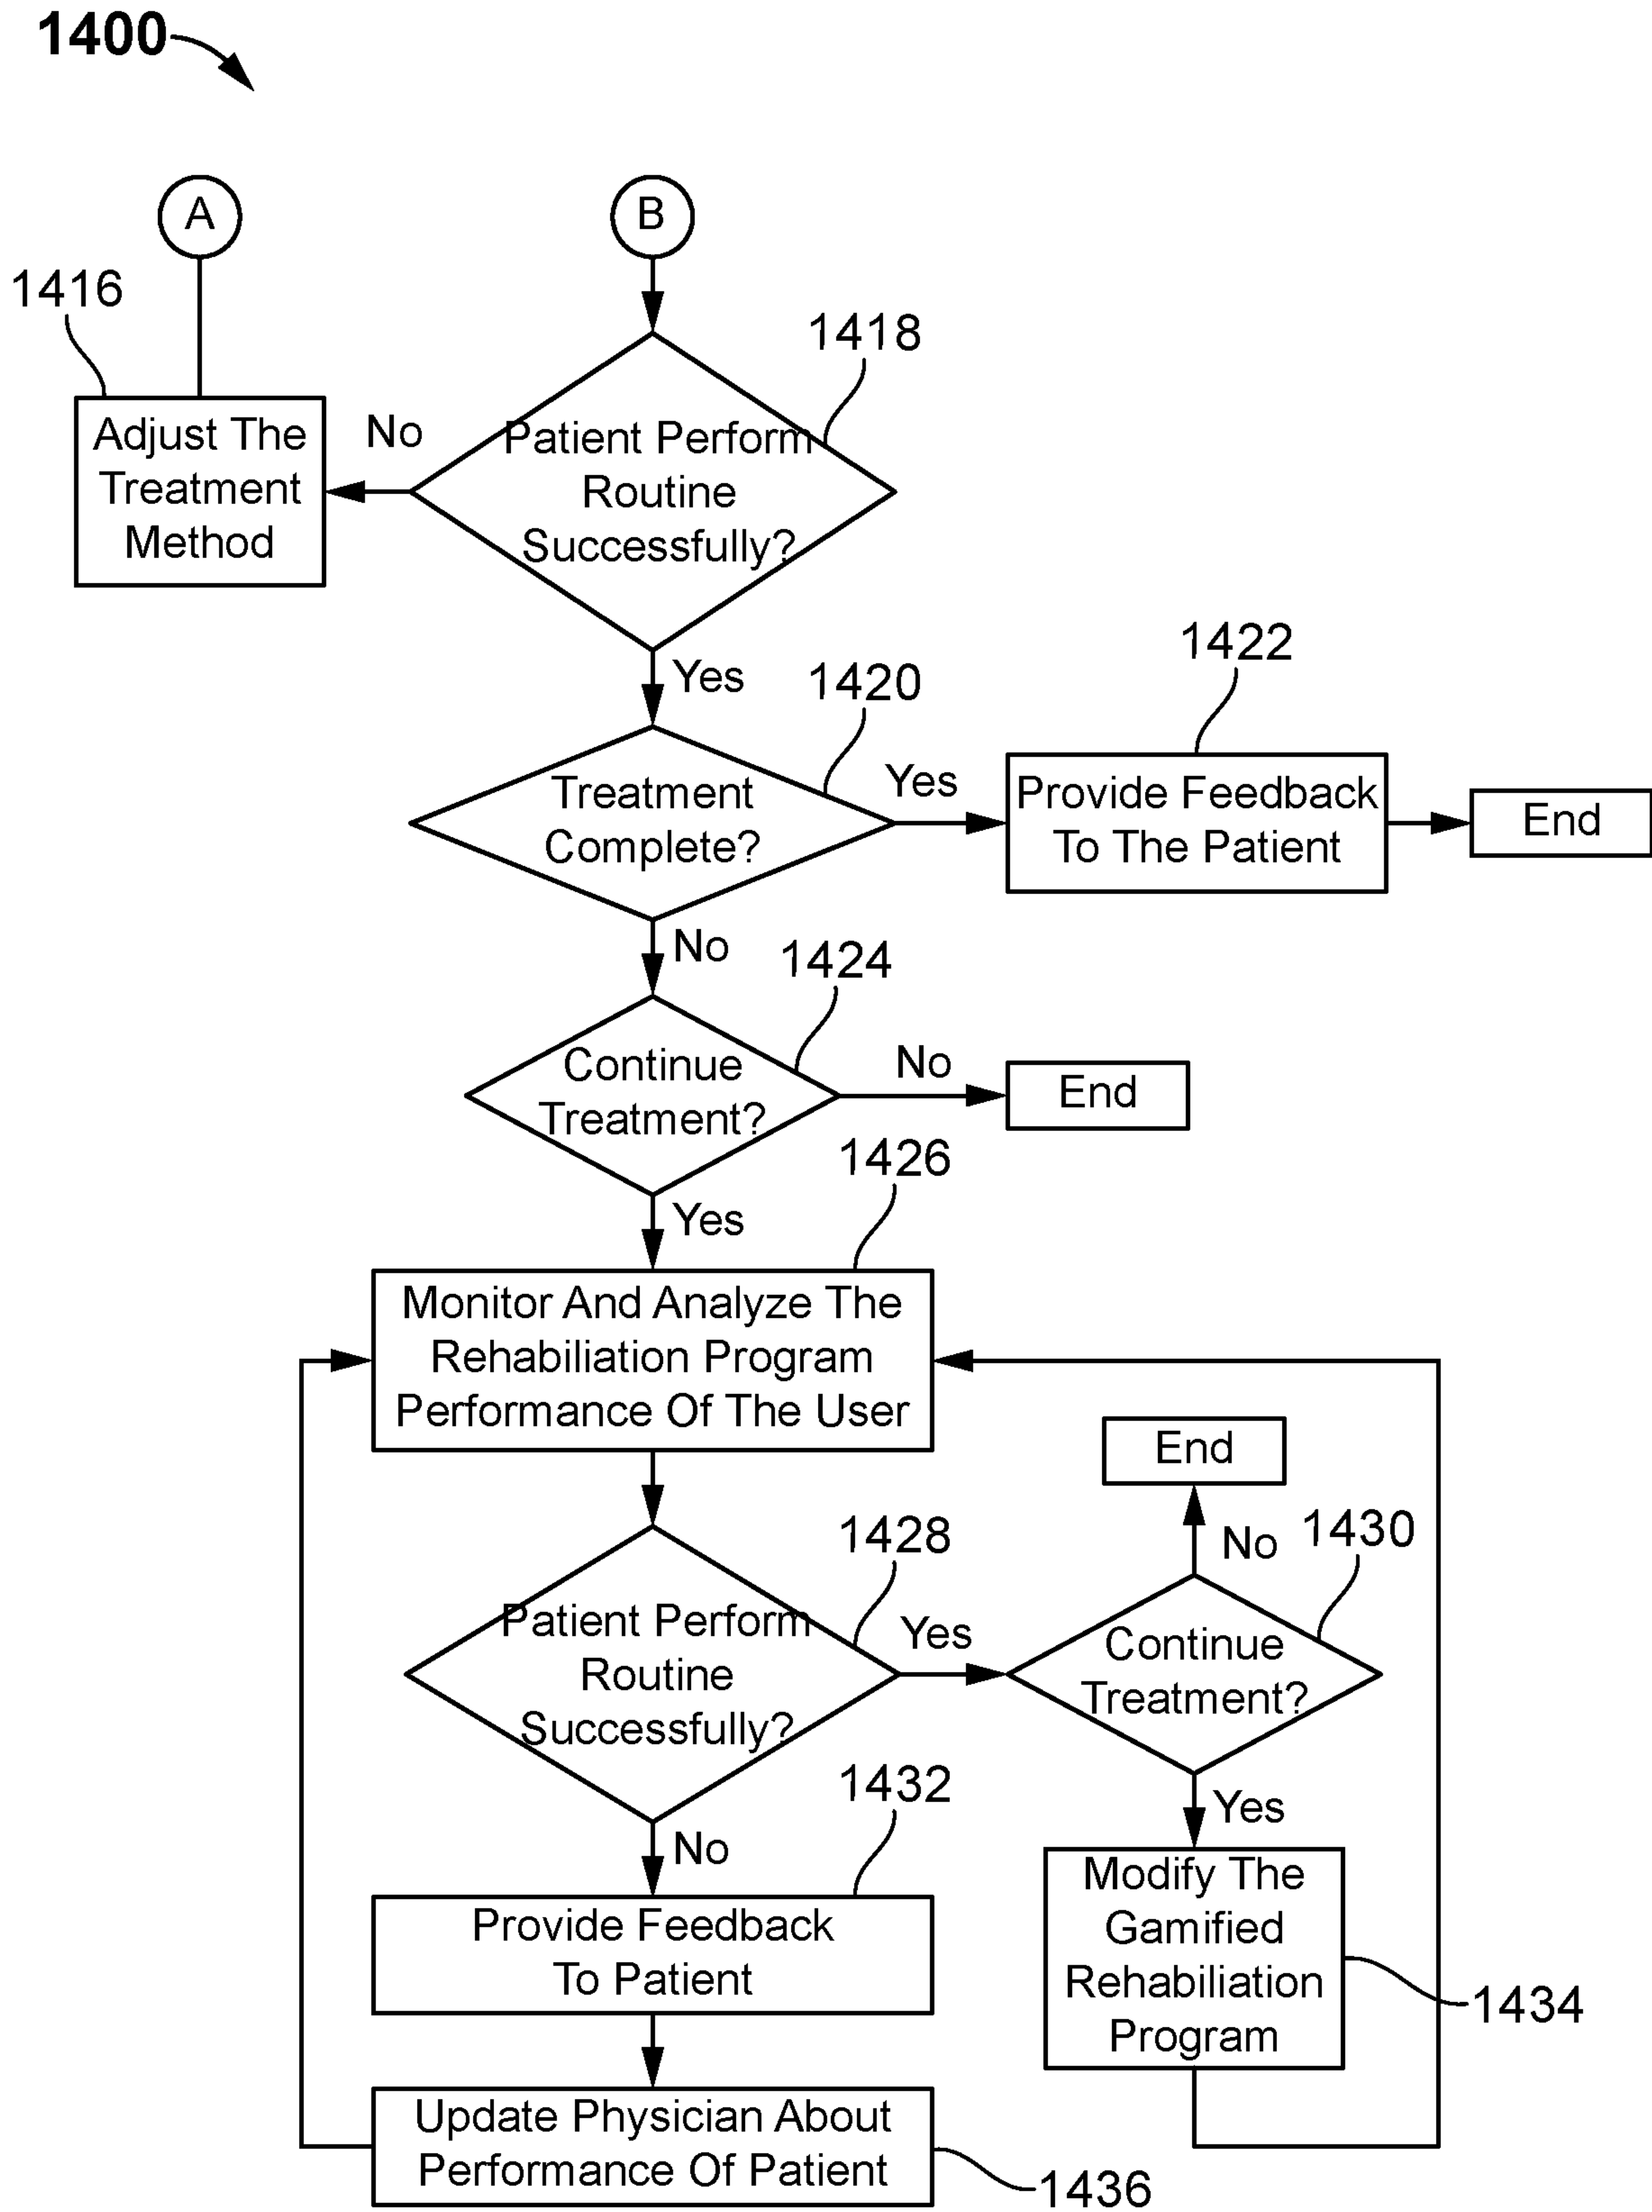 1400
A
B
1416
1418
Adjust The
Treatment
Method
No
Patient Perform
Routine
Successfully?
Yes
1420
1422
Treatment
Complete?
Yes
Provide Feedback
To The Patient
End
No
1424
Continue
Treatment?
No
End
1426
Yes
Monitor And Analyze The
Rehabiliation Program
Performance Of The User
End
1428
No
1430
Patient Perform
Routine
Successfully?
Yes
Continue
Treatment?
1432
No
Yes
Provide Feedback
To Patient
Modify The
Gamified
Rehabiliation
Program
1434
Update Physician About
Performance Of Patient
1436